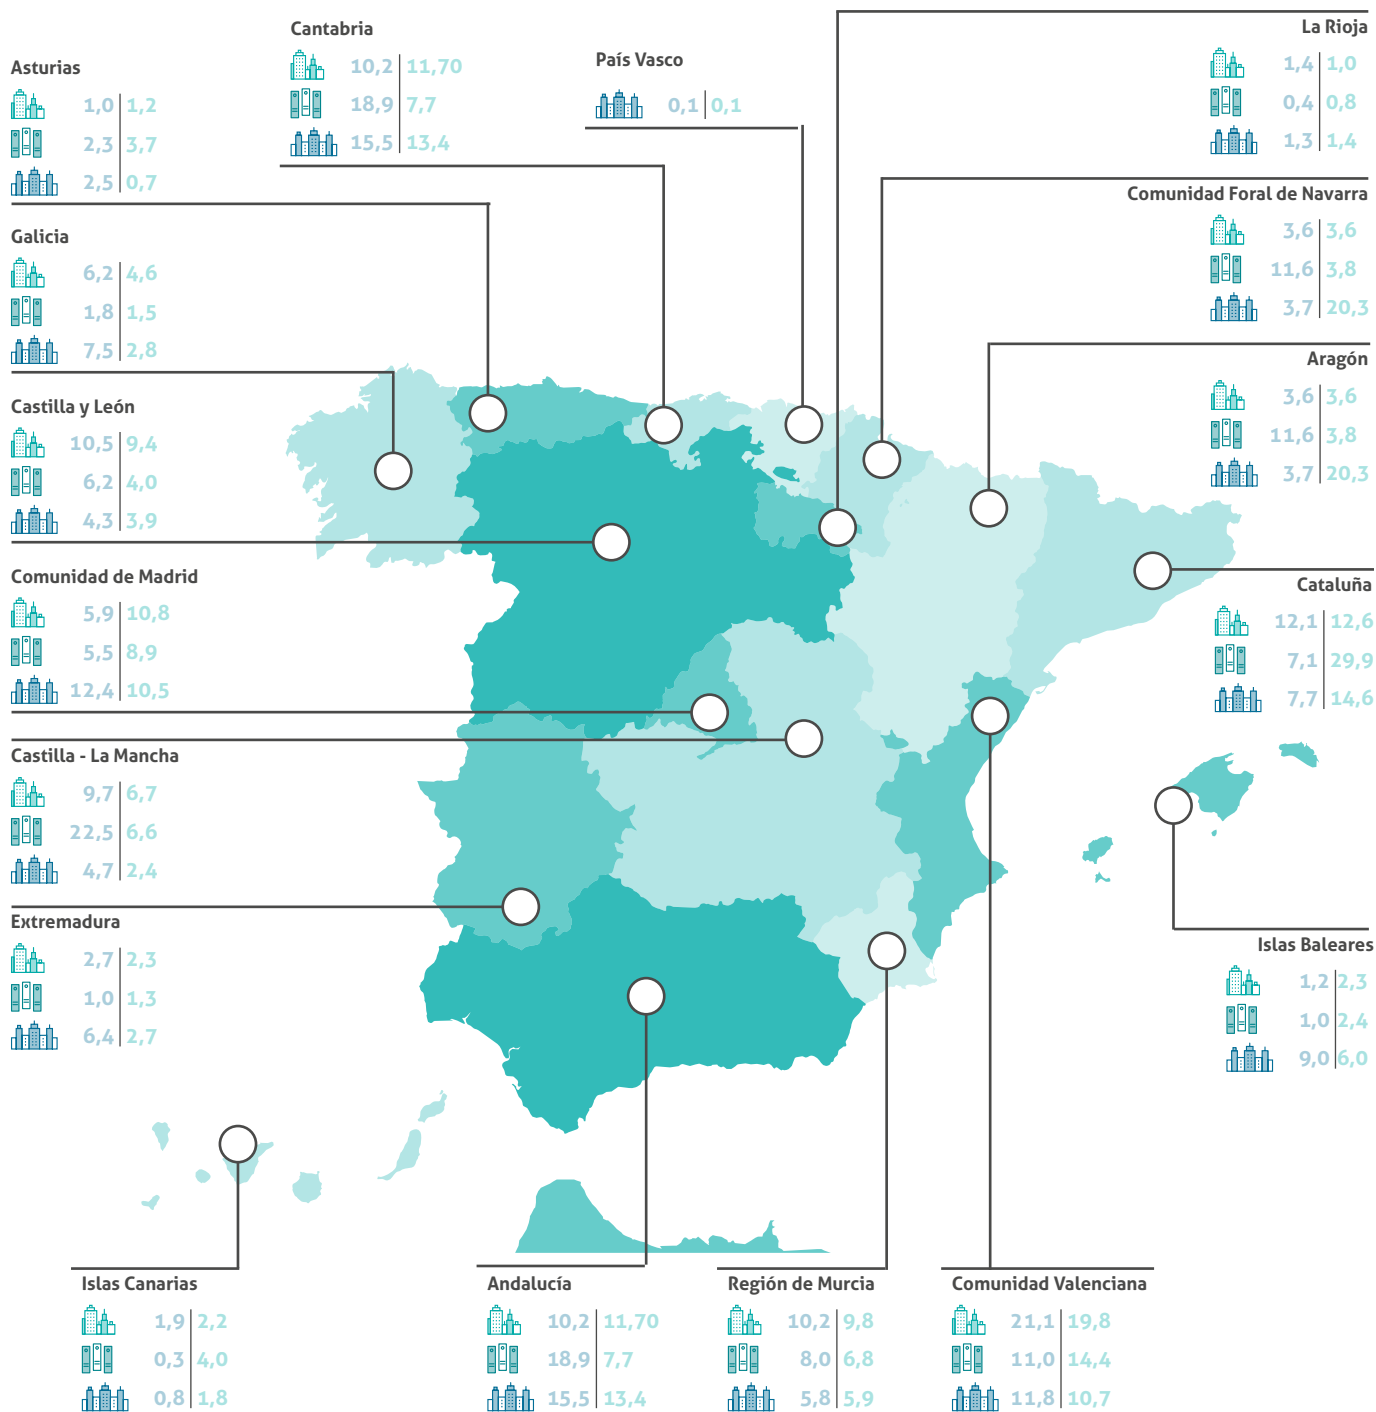 Cantabria
10,2 11,70
18,9 7,7
15,5 13,4
País Vasco
0,1 0,1
La Rioja
1,4 1,0
0,4 0,8
1,3 1,4
Asturias
1,0 1,2
2,3 3,7
2,5 0,7
Comunidad Foral de Navarra
3,6 3,6
11,6 3,8
3,7 20,3
Galicia
6,2 4,6
1,8 1,5
7,5 2,8
Aragón
3,6 3,6
11,6 3,8
3,7 20,3
Castilla y León
10,5 9,4
6,2 4,0
4,3 3,9
Cataluña
12,1 12,6
7,1 29,9
7,7 14,6
Comunidad de Madrid
5,9 10,8
5,5 8,9
12,4 10,5
Castilla - La Mancha
9,7 6,7
22,5 6,6
4,7 2,4
Extremadura
2,7 2,3
1,0 1,3
6,4 2,7
Islas Baleares
1,2 2,3
1,0 2,4
9,0 6,0
Islas Canarias
1,9 2,2
0,3 4,0
0,8 1,8
Andalucía
10,2 11,70
18,9 7,7
15,5 13,4
Región de Murcia
10,2 9,8
8,0 6,8
5,8 5,9
Comunidad Valenciana
21,1 19,8
11,0 14,4
11,8 10,7